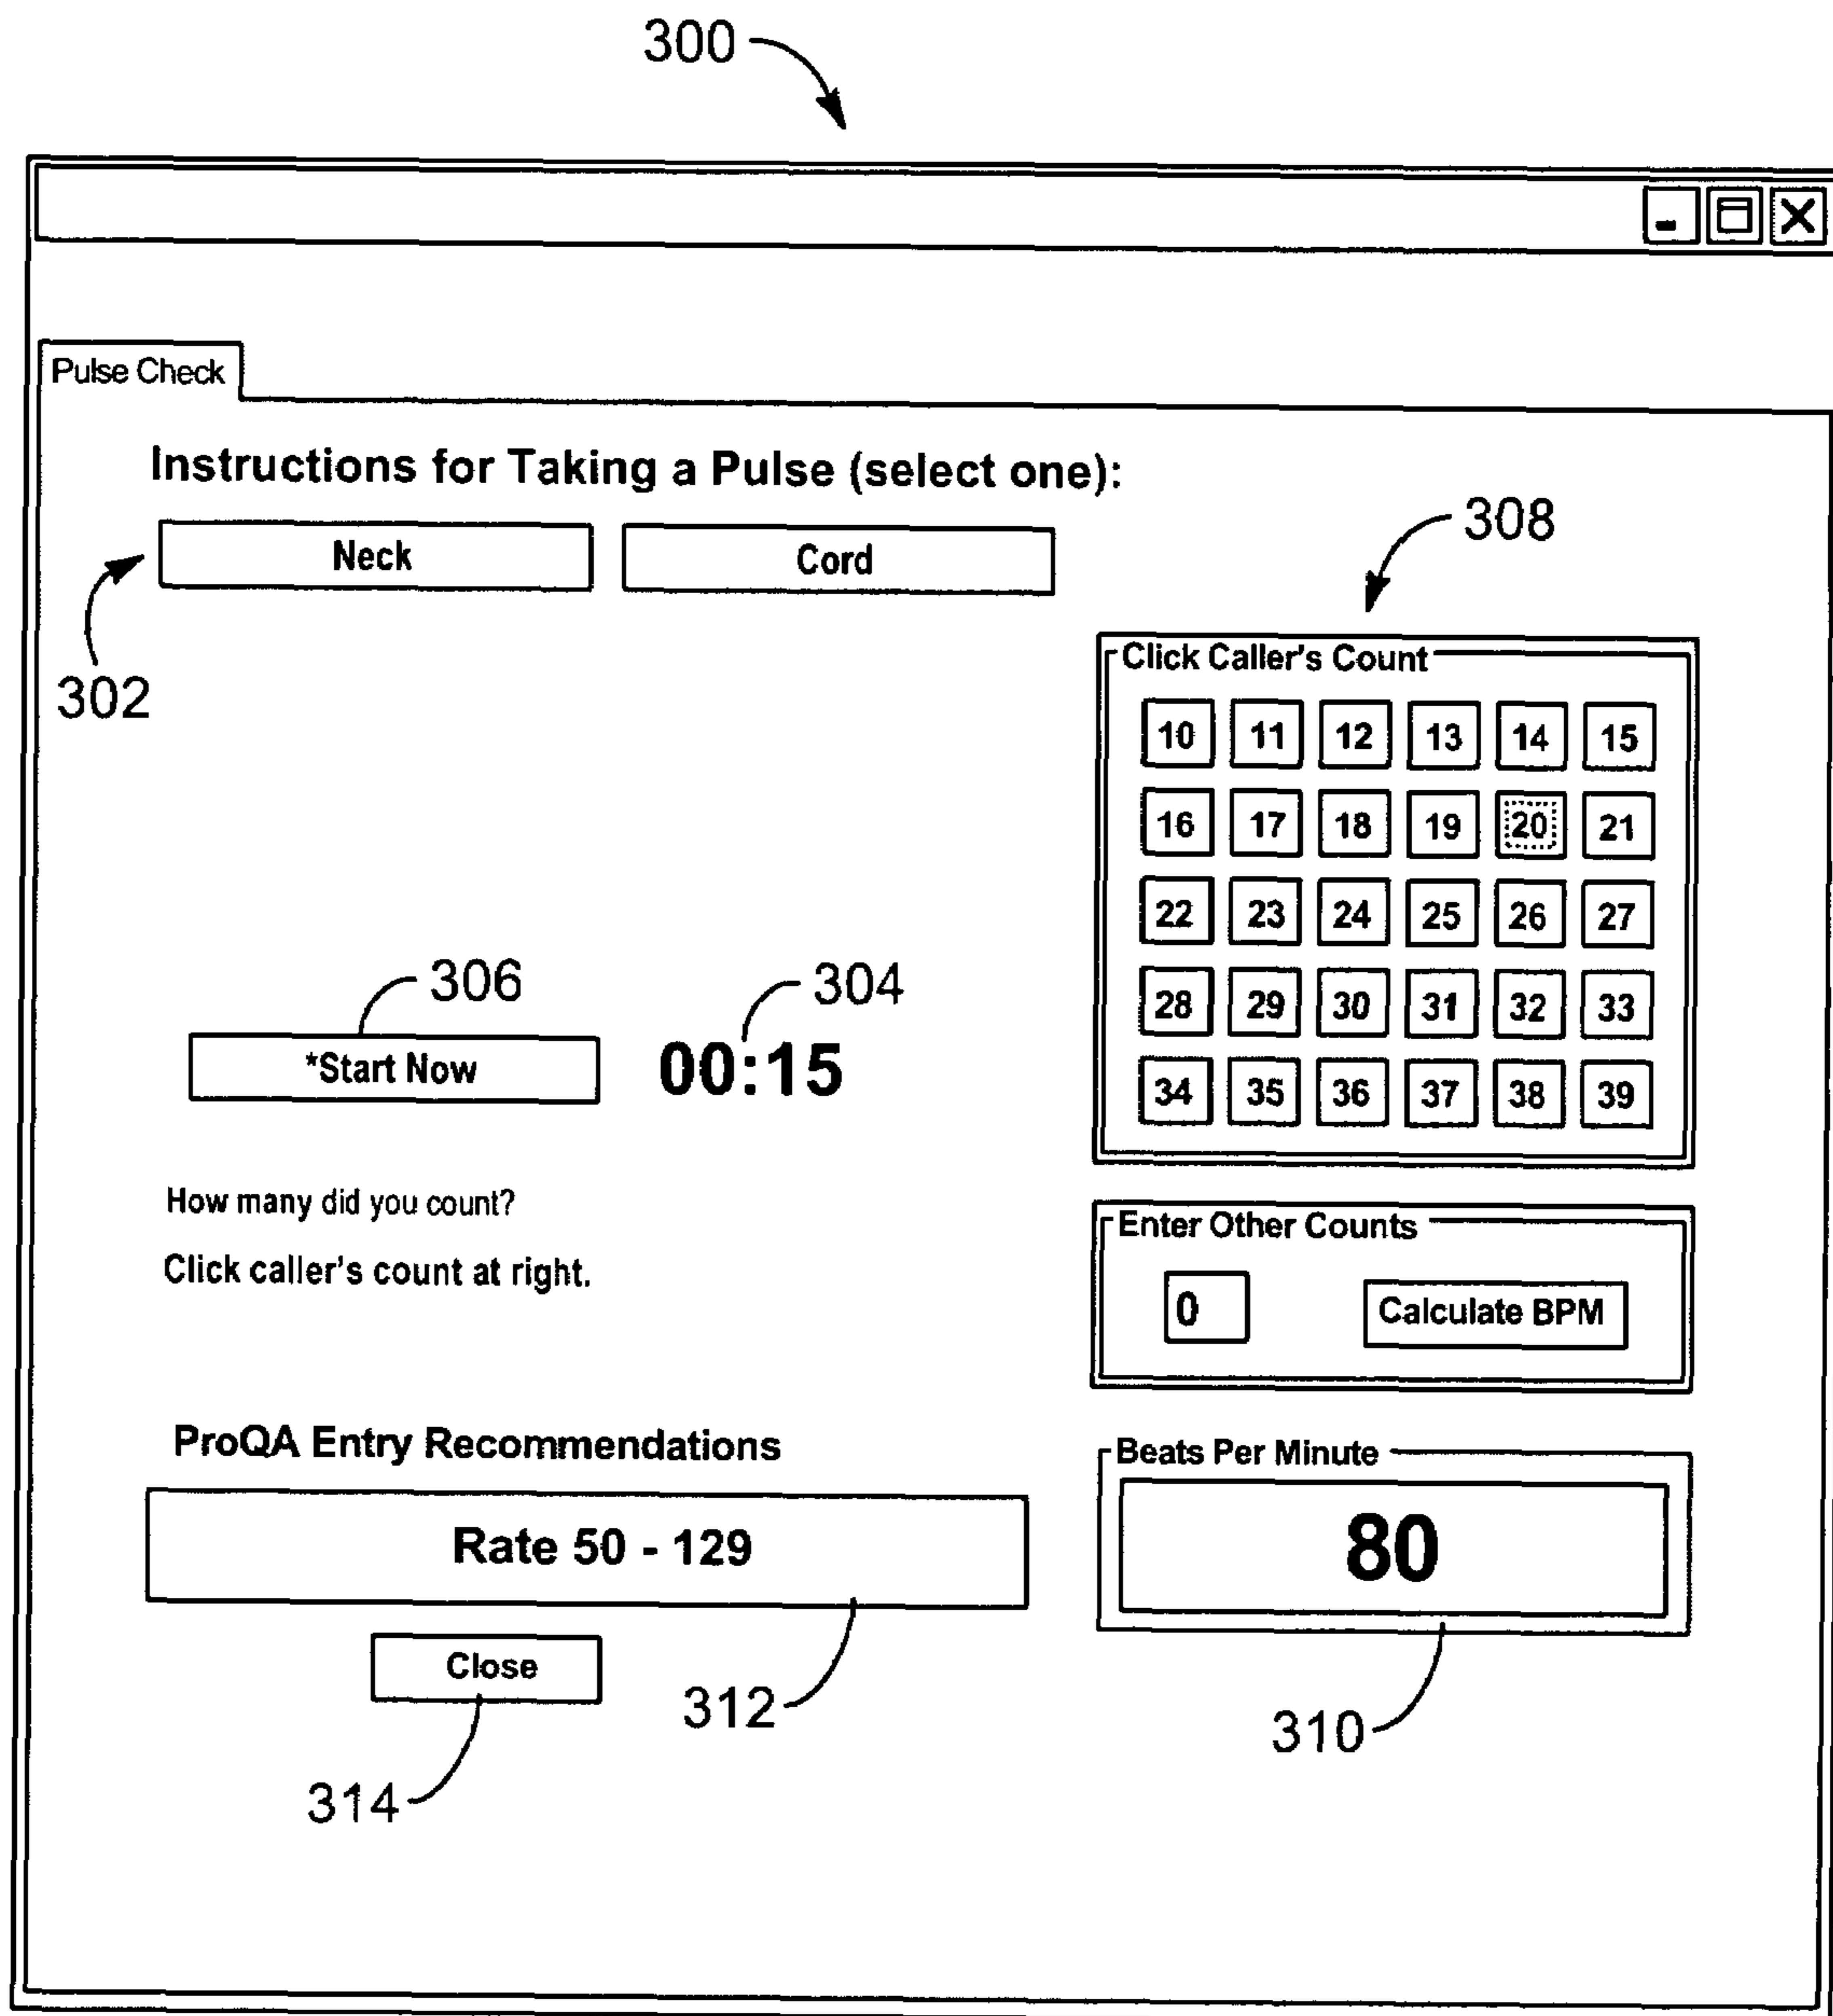 300
Pulse Check
Instructions for Taking a Pulse (select one):
Neck
Cord
302
308
Click Caller's Count
10 11 12 13 14 15
16 17 18 19 20 21
22 23 24 25 26 27
28 29 30 31 32 33
34 35 36 37 38 39
306
304
*Start Now
00:15
How many did you count?
Click caller's count at right.
Enter Other Counts
0
Calculate BPM
ProQA Entry Recommendations
Rate 50 - 129
Beats Per Minute
80
Close
312
310
314